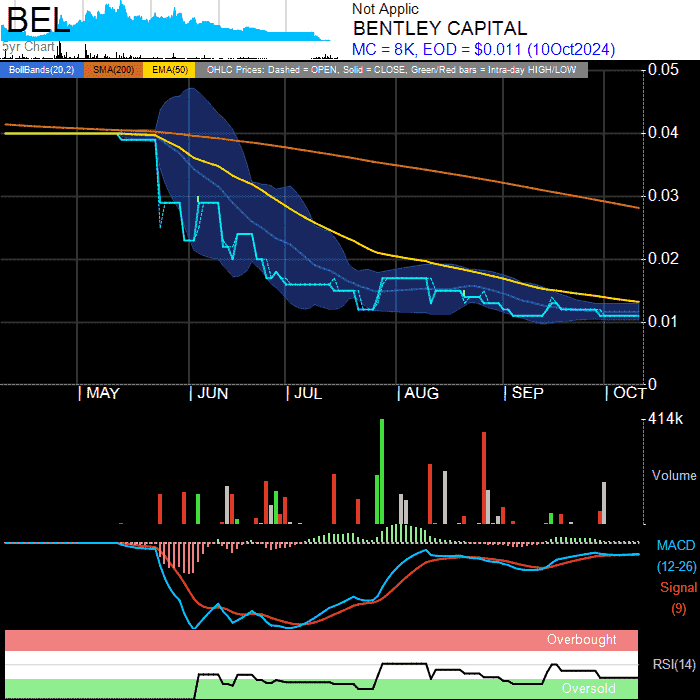 BEL
5yr Chart
Not Applic
BENTLEY CAPITAL
MC = 8K, EOD = $0.011 (10Oct2024)
BollBands(20,2) SMA(200) EMA(50) OHLC Prices: Dashed = OPEN, Solid = CLOSE, Green/Red bars = Intra-day HIGH/LOW
0.05
0.04
0.03
0.02
0.01
0
| MAY | JUN | JUL | AUG | SEP | OCT
414k
Volume
MACD
(12-26)
Signal
(9)
Overbought
RSI(14)
Oversold